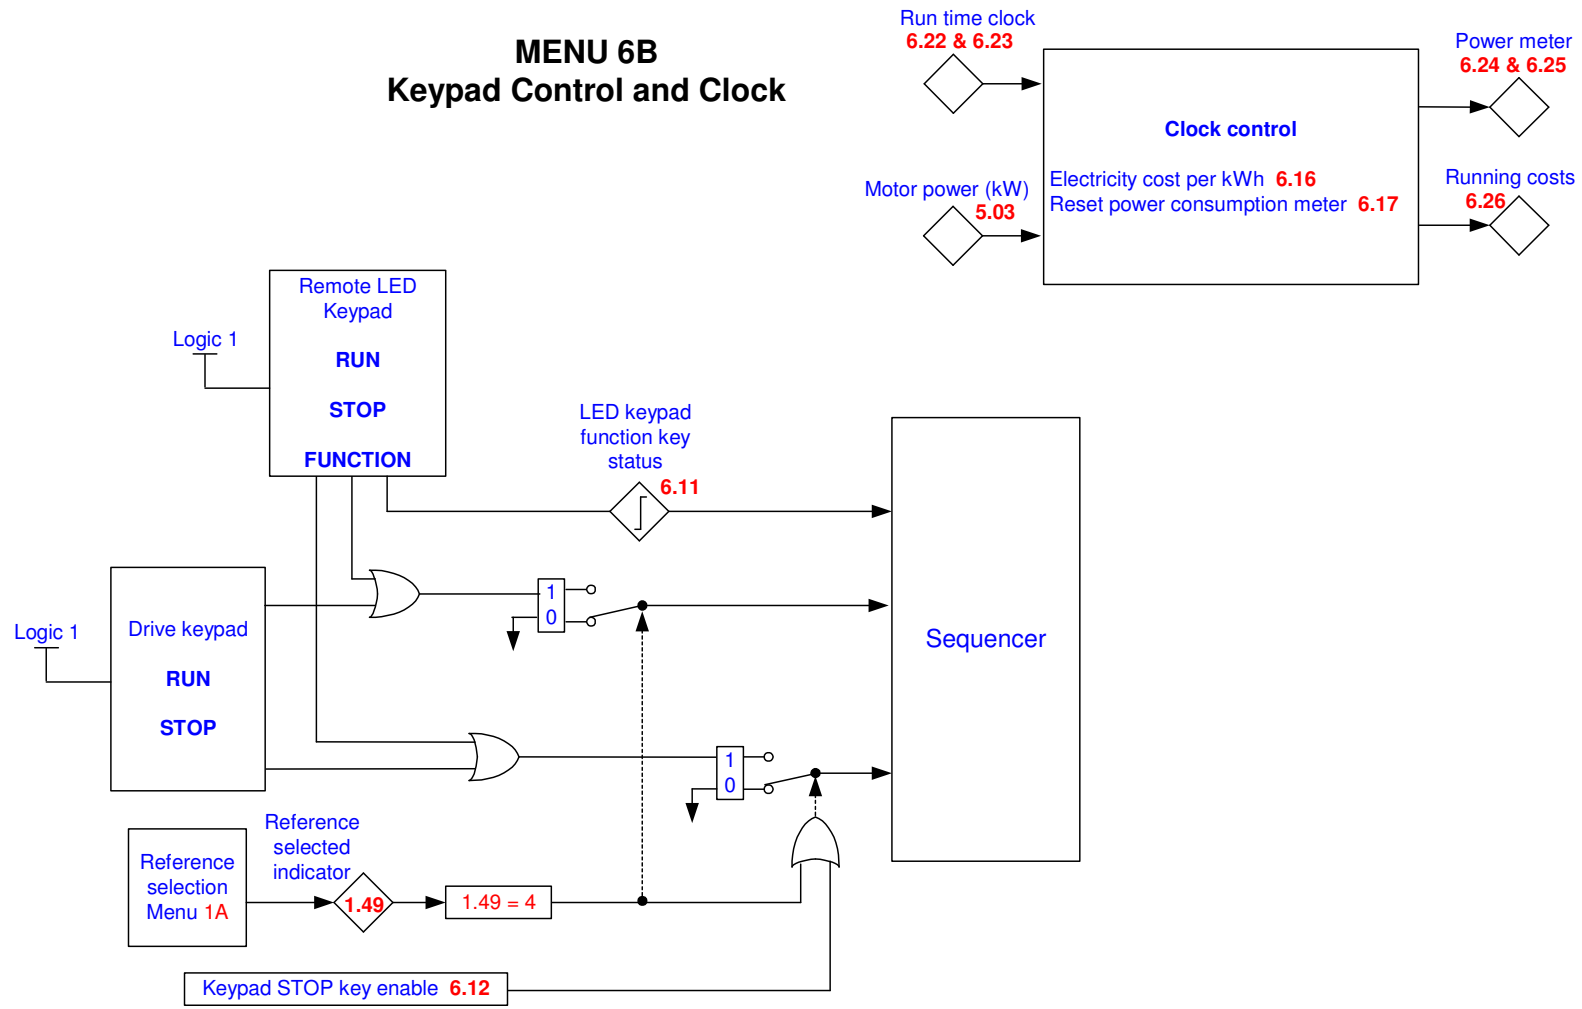 MENU 6B
Keypad Control and Clock
Run time clock
6.22 & 6.23
Motor power (kW)
5.03
Clock control
Electricity cost per kWh 6.16
Reset power consumption meter 6.17
Power meter
6.24 & 6.25
Running costs
6.26
Logic 1
Remote LED
Keypad
RUN
STOP
FUNCTION
LED keypad
function key
status
6.11
Logic 1
Drive keypad
RUN
STOP
1
0
1
0
Sequencer
Reference
selection
Menu 1A
Reference
selected
indicator
1.49
1.49 = 4
Keypad STOP key enable 6.12